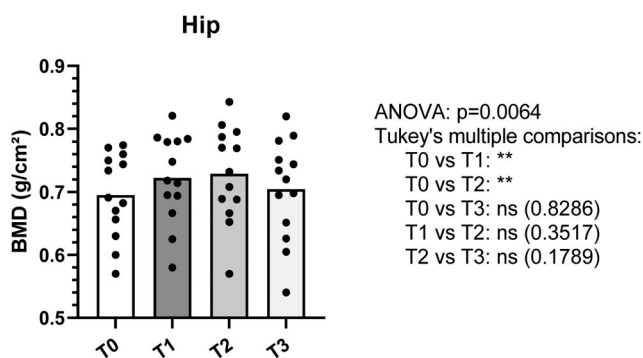 Hip
BMD (g/cm²)
0.9
0.8
0.7
0.6
0.5
T0
T1
T2
T3
ANOVA: p=0.0064
Tukey's multiple comparisons:
T0 vs T1: **
T0 vs T2: **
T0 vs T3: ns (0.8286)
T1 vs T2: ns (0.3517)
T2 vs T3: ns (0.1789)